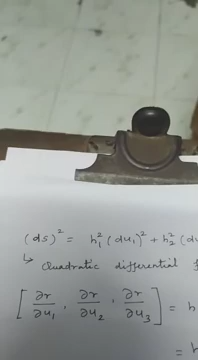 (ds)² = h₁² (du₁)² + h₂² (du
↳ Quadratic differential f
[ ∂r/∂u₁ . ∂r/∂u₂ . ∂r/∂u₃ ] = h
= h